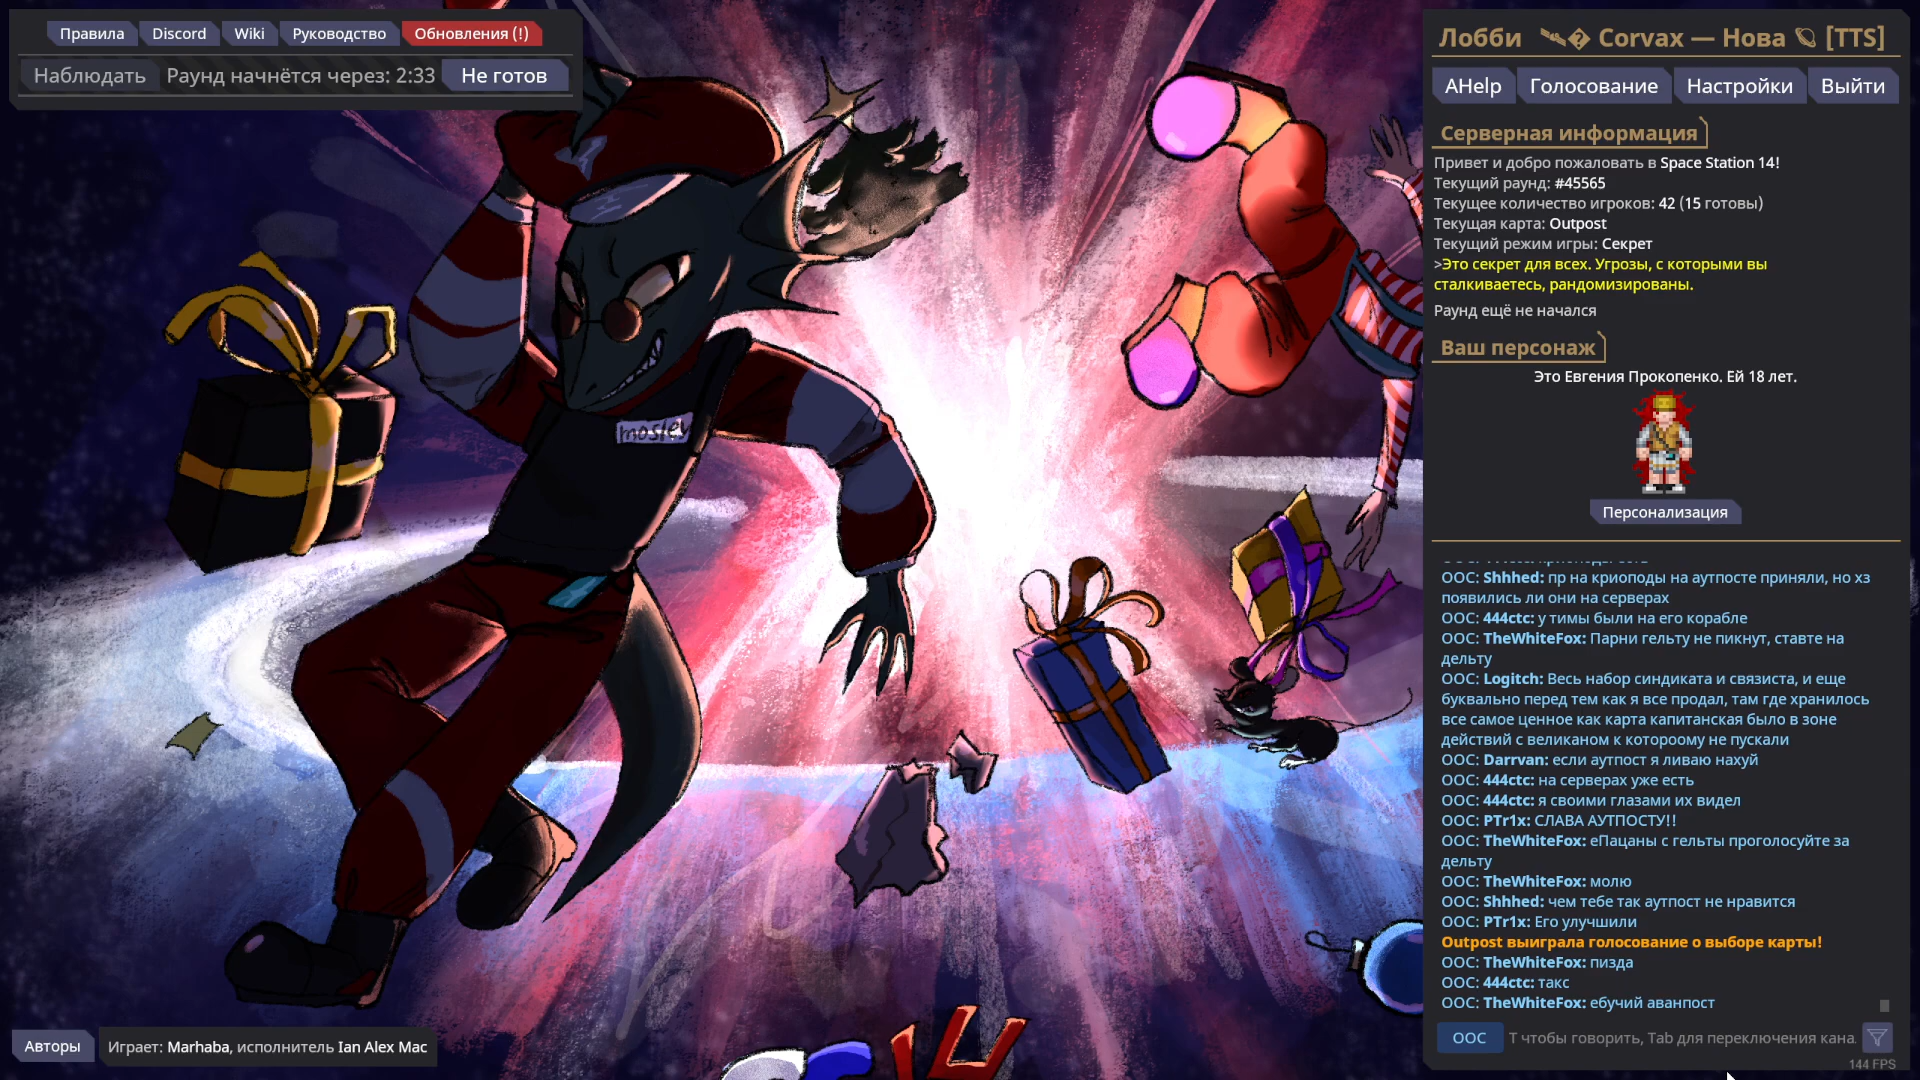 Правила Discord Wiki Руководство Обновления (!)
Наблюдать Раунд начнётся через: 2:33 Не готов
mosley
Авторы Играет: Marhaba, исполнитель Ian Alex Mac
Лобби Corvax — Нова [TTS]
AHelp Голосование Настройки Выйти
Серверная информация
Привет и добро пожаловать в Space Station 14!
Текущий раунд: #45565
Текущее количество игроков: 42 (15 готовы)
Текущая карта: Outpost
Текущий режим игры: Секрет
>Это секрет для всех. Угрозы, с которыми вы
сталкиваетесь, рандомизированы.
Раунд ещё не начался
Ваш персонаж
Это Евгения Прокопенко. Ей 18 лет.
Персонализация
OOC: Shhhed: пр на криоподы на аутпосте приняли, но хз
появились ли они на серверах
OOC: 444ctc: у тимы были на его корабле
OOC: TheWhiteFox: Парни гельту не пикнут, ставте на
дельту
OOC: Logitch: Весь набор синдиката и связиста, и еще
буквально перед тем как я все продал, там где хранилось
все самое ценное как карта капитанская было в зоне
действий с великаном к котороому не пускали
OOC: Darrvan: если аутпост я ливаю нахуй
OOC: 444ctc: на серверах уже есть
OOC: 444ctc: я своими глазами их видел
OOC: PTr1x: СЛАВА АУТПОСТУ!!
OOC: TheWhiteFox: еПацаны с гельты проголосуйте за
дельту
OOC: TheWhiteFox: молю
OOC: Shhhed: чем тебе так аутпост не нравится
OOC: PTr1x: Его улучшили
Outpost выиграла голосование о выборе карты!
OOC: TheWhiteFox: пизда
OOC: 444ctc: такс
OOC: TheWhiteFox: ебучий аванпост
OOC T чтобы говорить, Tab для переключения кана
144 FPS